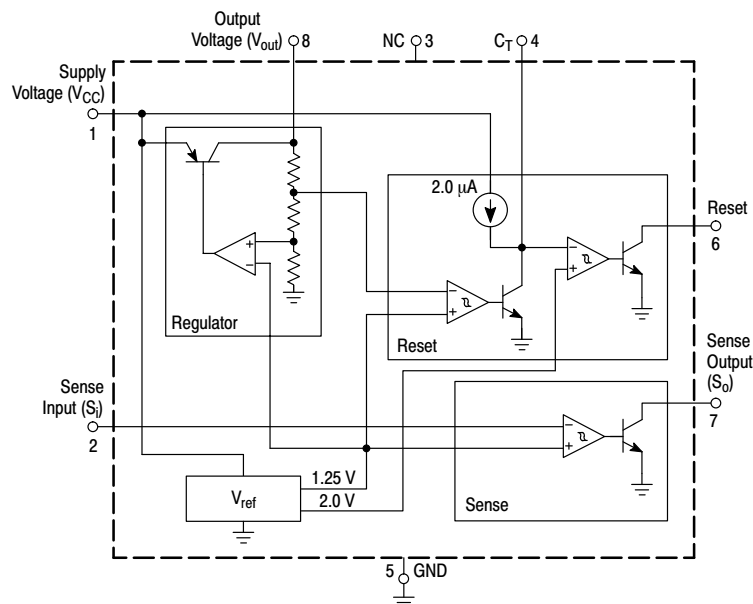 Output
Voltage (Vout) 8
NC 3
CT 4
Supply
Voltage (VCC)
1
2.0 µA
Reset
6
+
−
−
+
−
+
Regulator
Reset
Sense
Output
(So)
7
Sense
Input (Si)
2
−
+
1.25 V
Vref
2.0 V
Sense
5 GND